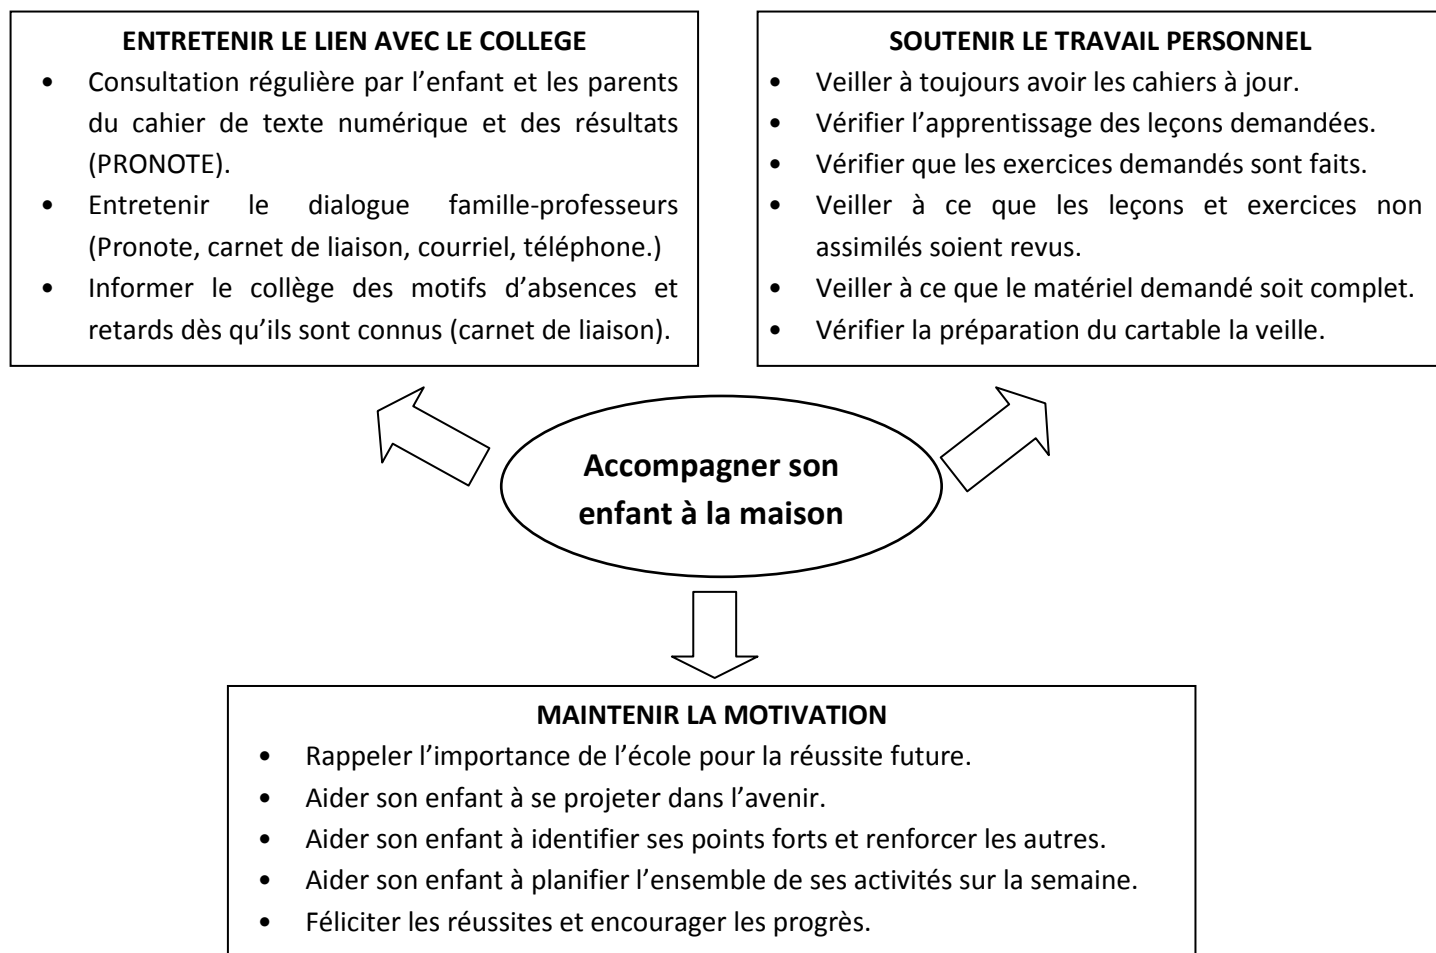 ENTRETENIR LE LIEN AVEC LE COLLEGE
• Consultation régulière par l’enfant et les parents
du cahier de texte numérique et des résultats
(PRONOTE).
• Entretenir le dialogue famille-professeurs
(Pronote, carnet de liaison, courriel, téléphone.)
• Informer le collège des motifs d’absences et
retards dès qu’ils sont connus (carnet de liaison).
SOUTENIR LE TRAVAIL PERSONNEL
• Veiller à toujours avoir les cahiers à jour.
• Vérifier l’apprentissage des leçons demandées.
• Vérifier que les exercices demandés sont faits.
• Veiller à ce que les leçons et exercices non
assimilés soient revus.
• Veiller à ce que le matériel demandé soit complet.
• Vérifier la préparation du cartable la veille.
Accompagner son
enfant à la maison
MAINTENIR LA MOTIVATION
• Rappeler l’importance de l’école pour la réussite future.
• Aider son enfant à se projeter dans l’avenir.
• Aider son enfant à identifier ses points forts et renforcer les autres.
• Aider son enfant à planifier l’ensemble de ses activités sur la semaine.
• Féliciter les réussites et encourager les progrès.